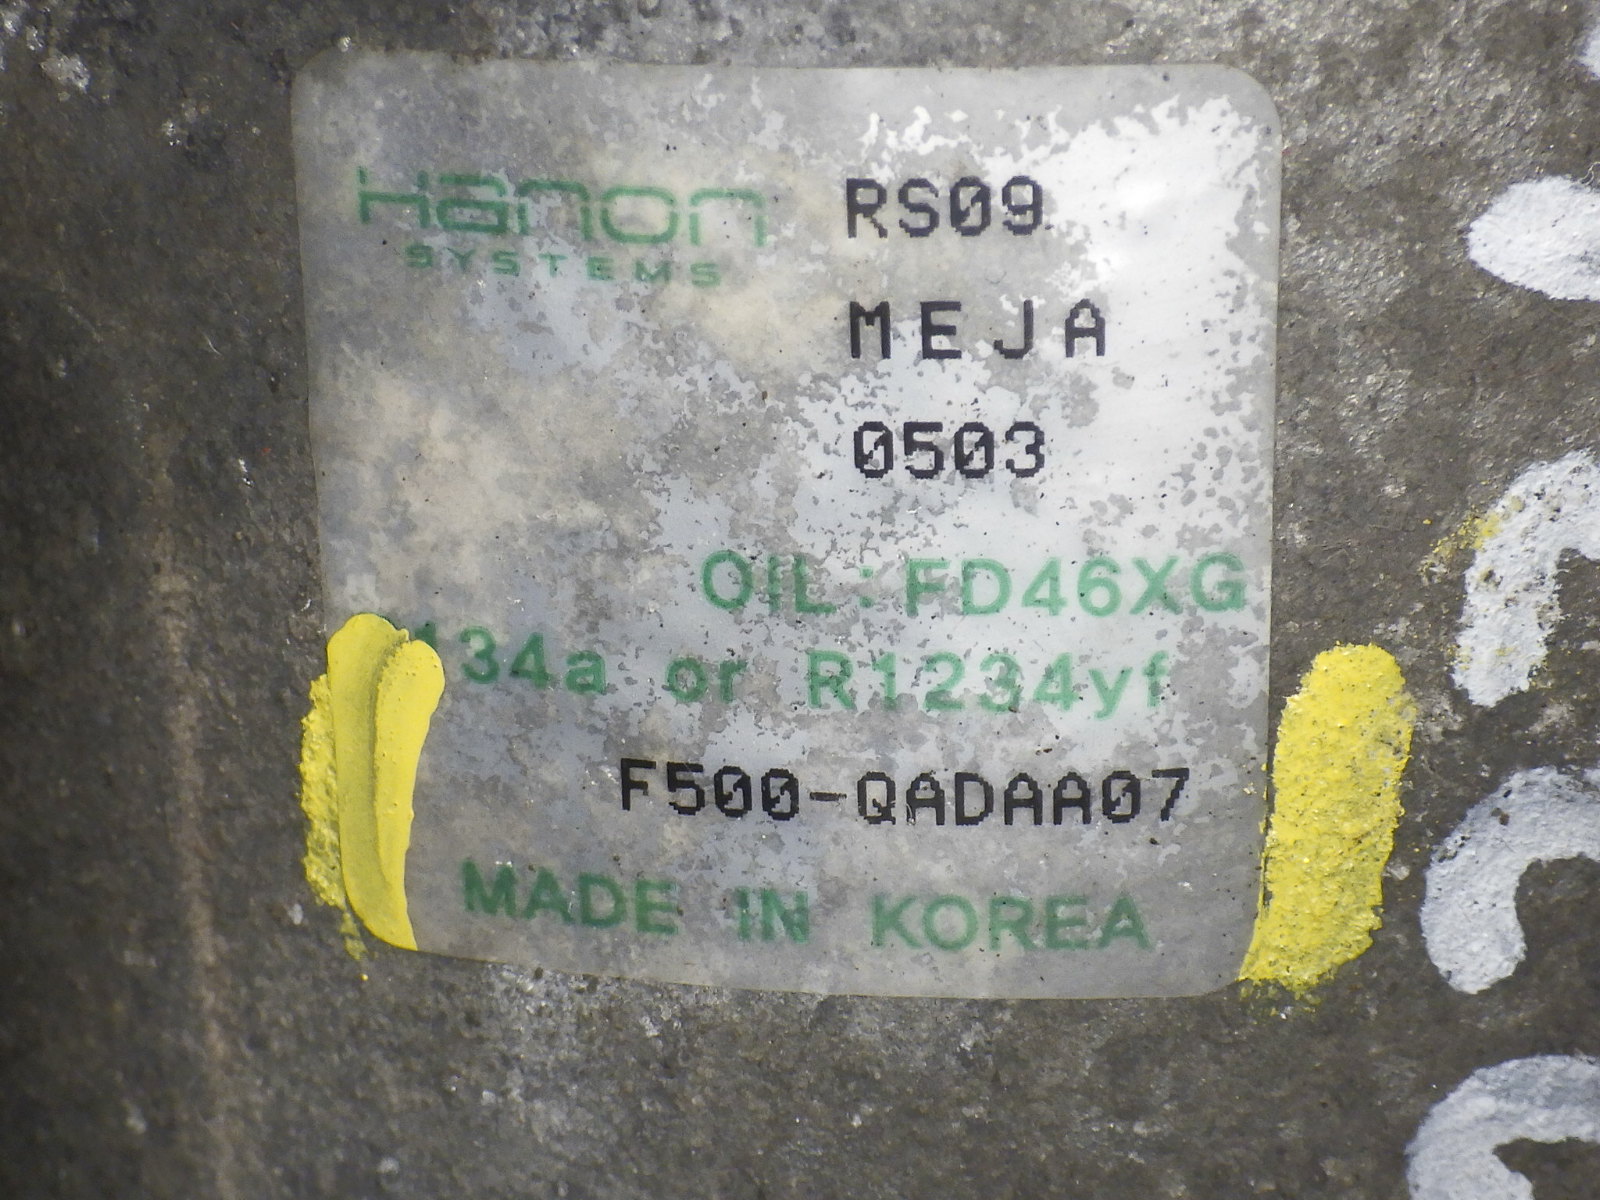 Hanon RS09
SYSTEMS
MEJA
0503
OIL: FD46XG
134a or R1234yf
F500-QADAA07
MADE IN KOREA